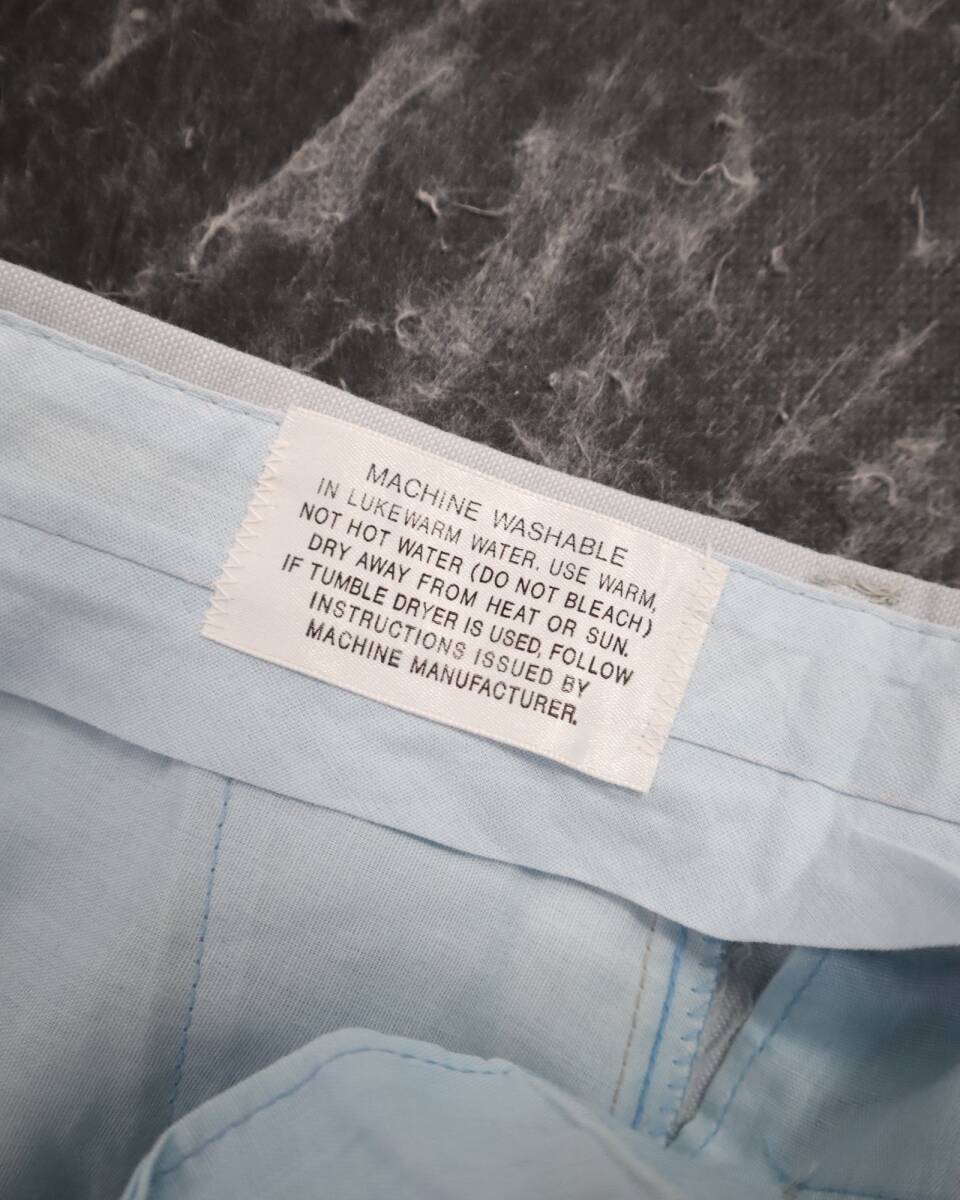 MACHINE WASHABLE
IN LUKEWARM WATER. USE WARM,
NOT HOT WATER (DO NOT BLEACH)
DRY AWAY FROM HEAT OR SUN.
IF TUMBLE DRYER IS USED, FOLLOW
INSTRUCTIONS ISSUED BY
MACHINE MANUFACTURER.